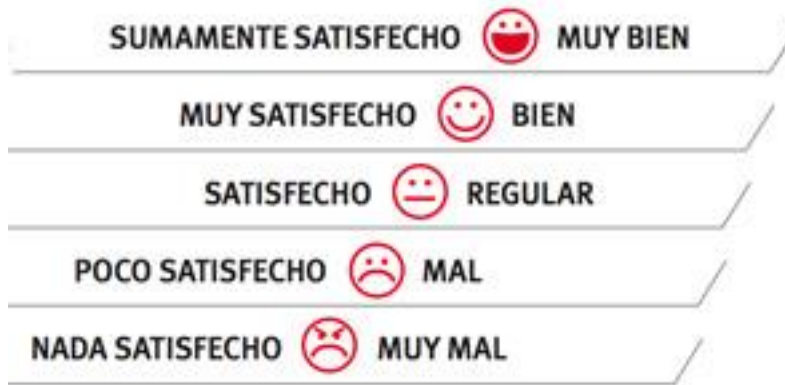 SUMAMENTE SATISFECHO MUY BIEN
MUY SATISFECHO BIEN
SATISFECHO REGULAR
POCO SATISFECHO MAL
NADA SATISFECHO MUY MAL